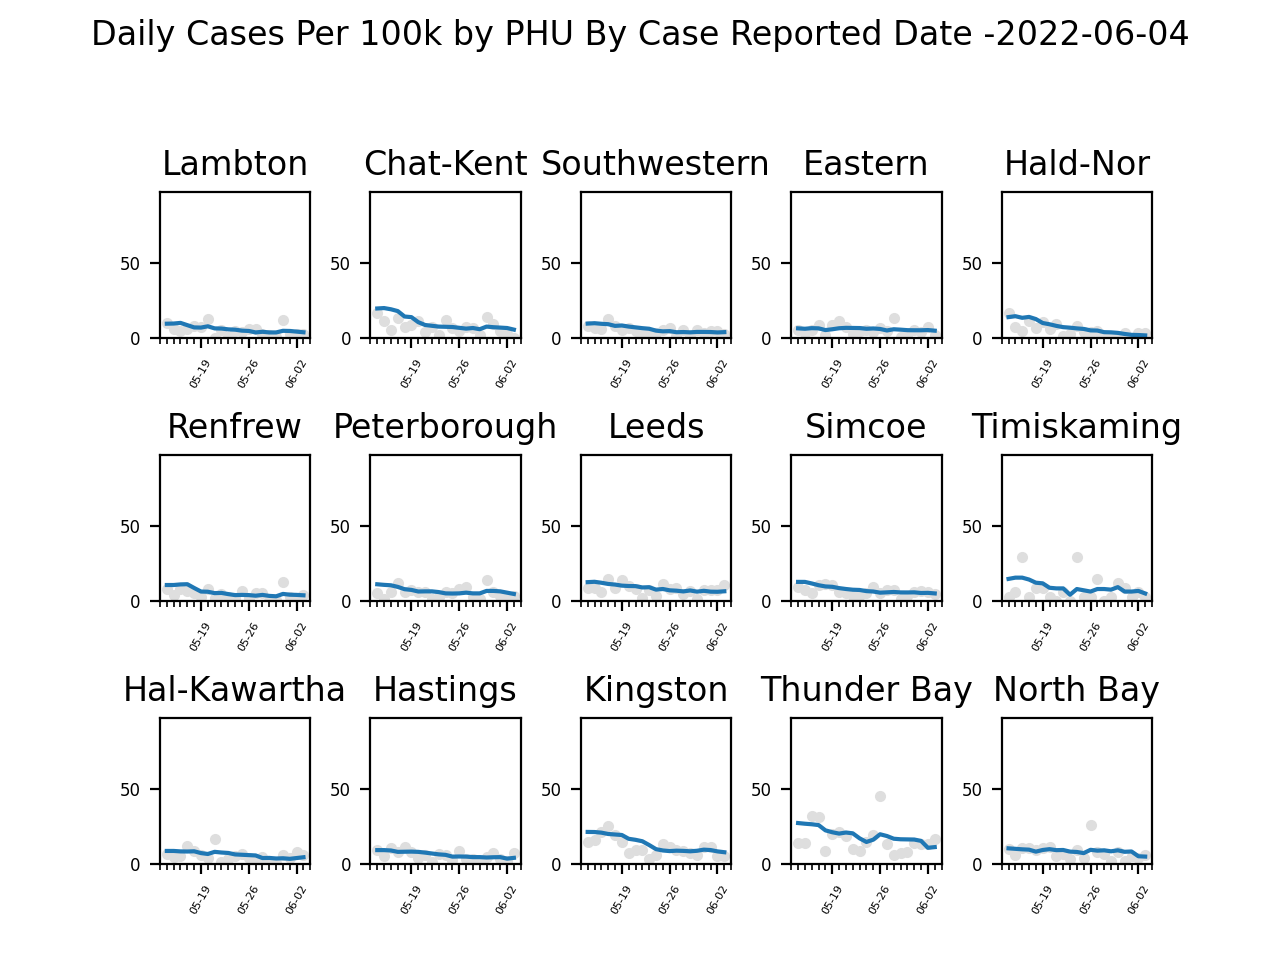 Daily Cases Per 100k by PHU By Case Reported Date -2022-06-04
Lambton Chat-Kent Southwestern Eastern Hald-Nor
50 50 50 50 50
0 0 0 0 0
05-19 05-26 06-02 05-19 05-26 06-02 05-19 05-26 06-02 05-19 05-26 06-02 05-19 05-26 06-02
Renfrew Peterborough Leeds Simcoe Timiskaming
50 50 50 50 50
0 0 0 0 0
05-19 05-26 06-02 05-19 05-26 06-02 05-19 05-26 06-02 05-19 05-26 06-02 05-19 05-26 06-02
Hal-Kawartha Hastings Kingston Thunder Bay North Bay
50 50 50 50 50
0 0 0 0 0
05-19 05-26 06-02 05-19 05-26 06-02 05-19 05-26 06-02 05-19 05-26 06-02 05-19 05-26 06-02